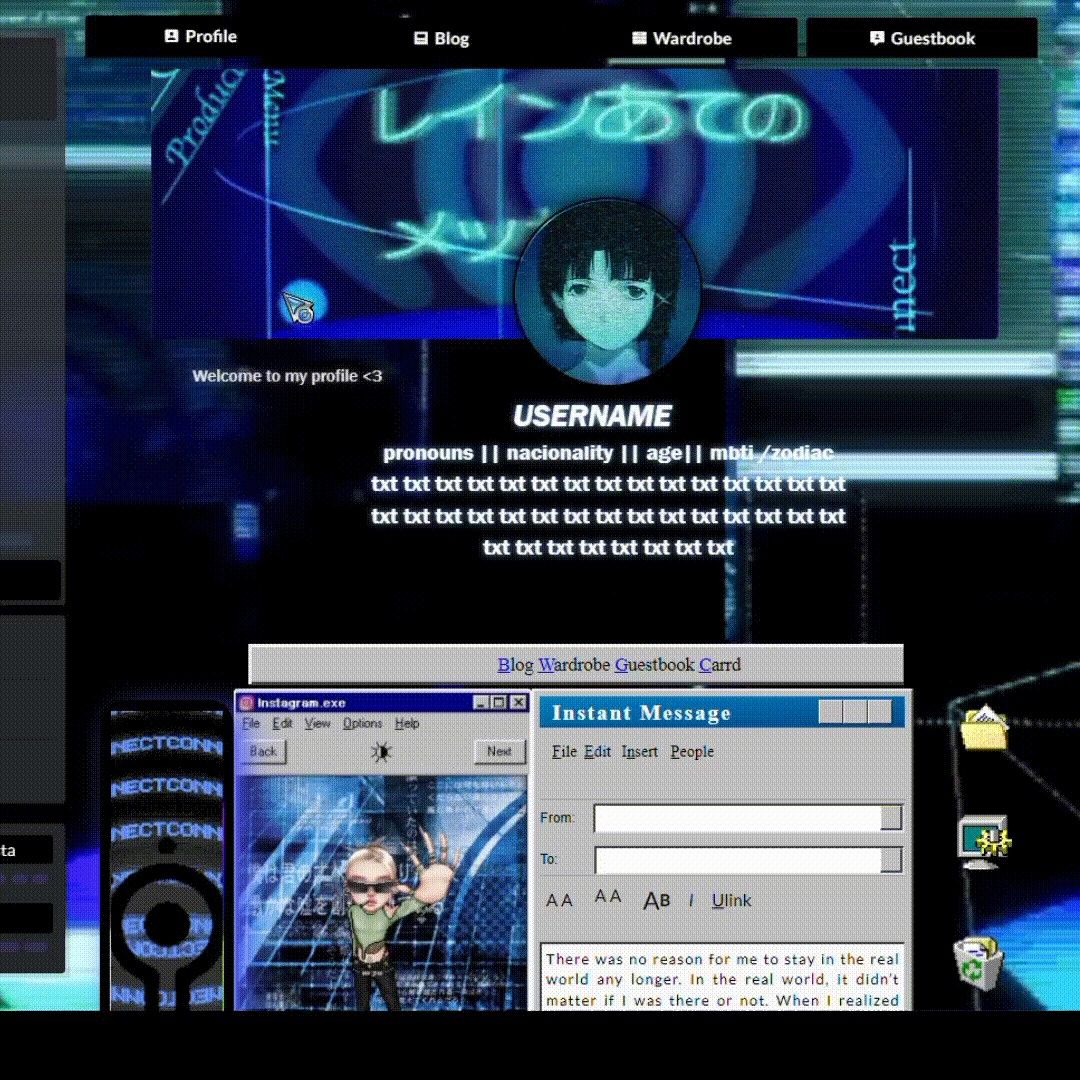 Profile
Blog
Wardrobe
Guestbook
Product
Menu
レインあての
メッ
nnect
Welcome to my profile <3
USERNAME
pronouns || nacionality || age|| mbti /zodiac
txt txt txt txt txt txt txt txt txt txt txt txt txt txt txt
txt txt txt txt txt txt txt txt txt txt txt txt txt txt txt
txt txt txt txt txt txt txt txt
Blog Wardrobe Guestbook Carrd
Instagram.exe
File Edit View Options Help
Back
Next
Instant Message
File Edit Insert People
From:
To:
A A A A AB I Ulink
There was no reason for me to stay in the real
world any longer. In the real world, it didn't
matter if I was there or not. When I realized
NECTCONN
NECTCONN
NECTCONN
ta